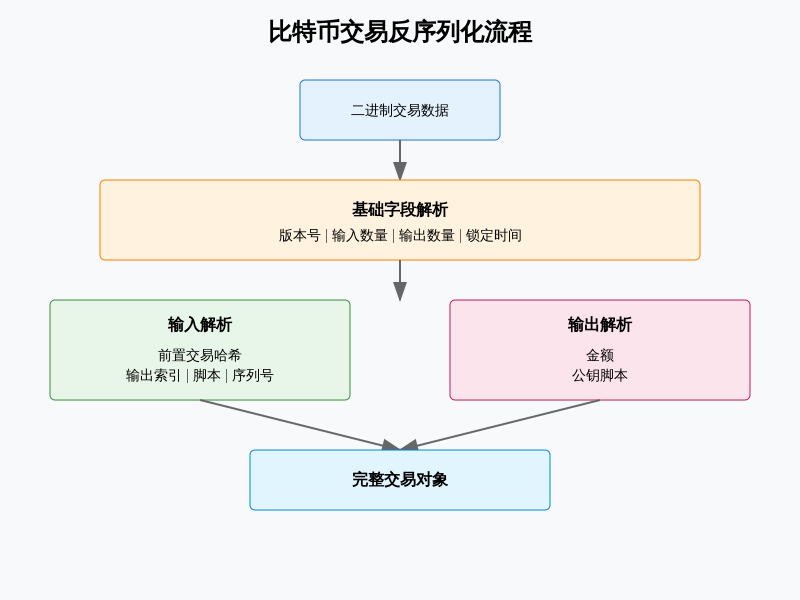 比特币交易反序列化流程
二进制交易数据
基础字段解析
版本号 | 输入数量 | 输出数量 | 锁定时间
输入解析
前置交易哈希
输出索引 | 脚本 | 序列号
输出解析
金额
公钥脚本
完整交易对象